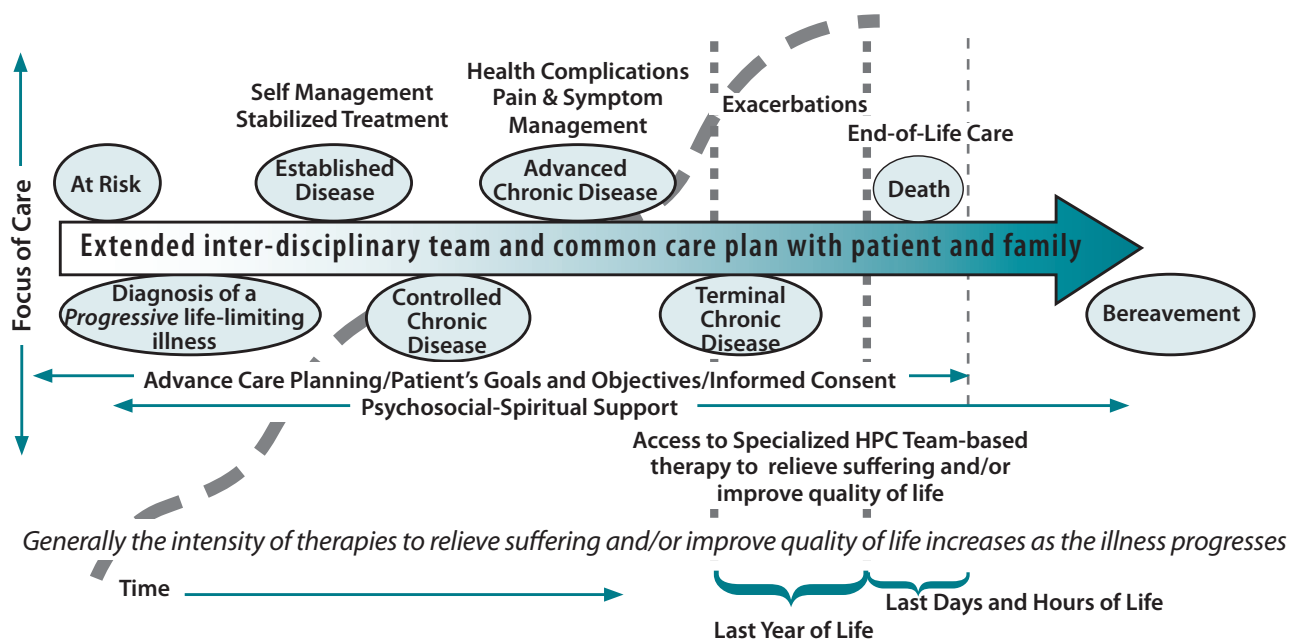 Focus of Care
Self Management
Stabilized Treatment
Health Complications
Pain & Symptom
Management
Exacerbations
End-of-Life Care
At Risk
Established
Disease
Advanced
Chronic Disease
Death
Extended inter-disciplinary team and common care plan with patient and family
Diagnosis of a
Progressive life-limiting
illness
Controlled
Chronic
Disease
Terminal
Chronic
Disease
Bereavement
Advance Care Planning/Patient's Goals and Objectives/Informed Consent
Psychosocial-Spiritual Support
Access to Specialized HPC Team-based
therapy to relieve suffering and/or
improve quality of life
Generally the intensity of therapies to relieve suffering and/or improve quality of life increases as the illness progresses
Time
Last Days and Hours of Life
Last Year of Life